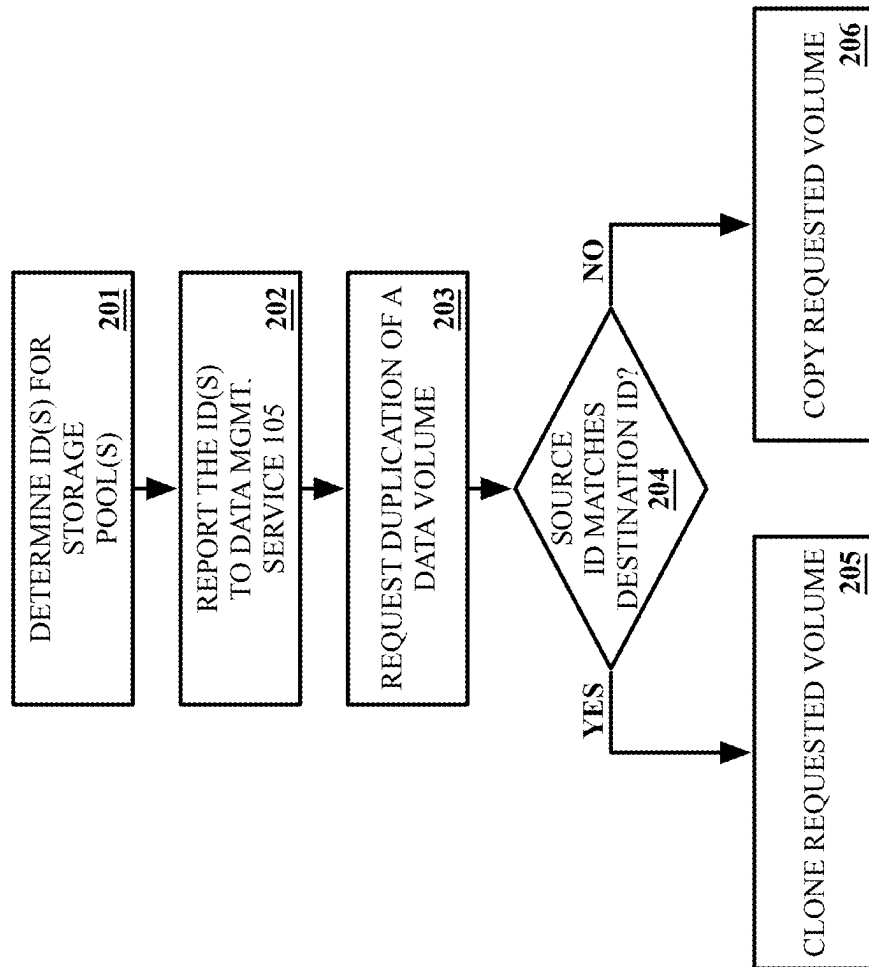 DETERMINE ID(S) FOR
STORAGE
POOL(S)
201
REPORT THE ID(S)
TO DATA MGMT.
SERVICE 105
202
REQUEST DUPLICATION OF A
DATA VOLUME
203
SOURCE
ID MATCHES
DESTINATION ID?
204
YES
NO
CLONE REQUESTED VOLUME
205
COPY REQUESTED VOLUME
206